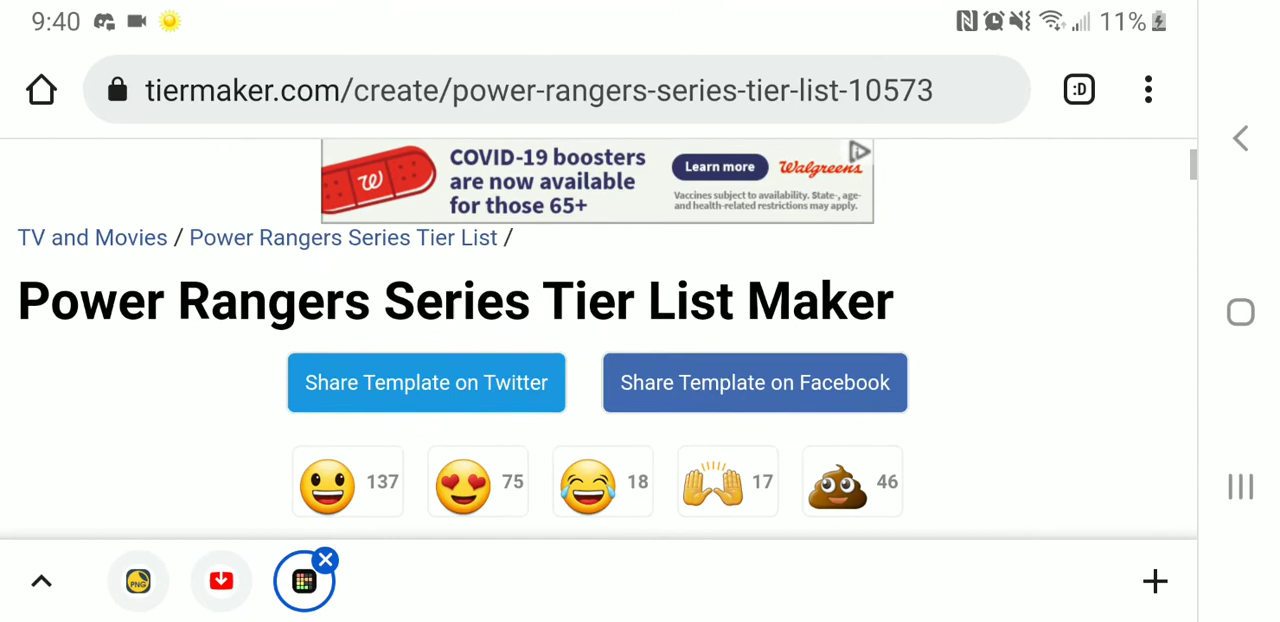 9:40
11%
tiermaker.com/create/power-rangers-series-tier-list-10573
:D
W
COVID-19 boosters
are now available
for those 65+
Learn more
Walgreens
Vaccines subject to availability. State-, age-
and health-related restrictions may apply.
TV and Movies / Power Rangers Series Tier List /
Power Rangers Series Tier List Maker
Share Template on Twitter
Share Template on Facebook
137
75
18
17
46
PNG